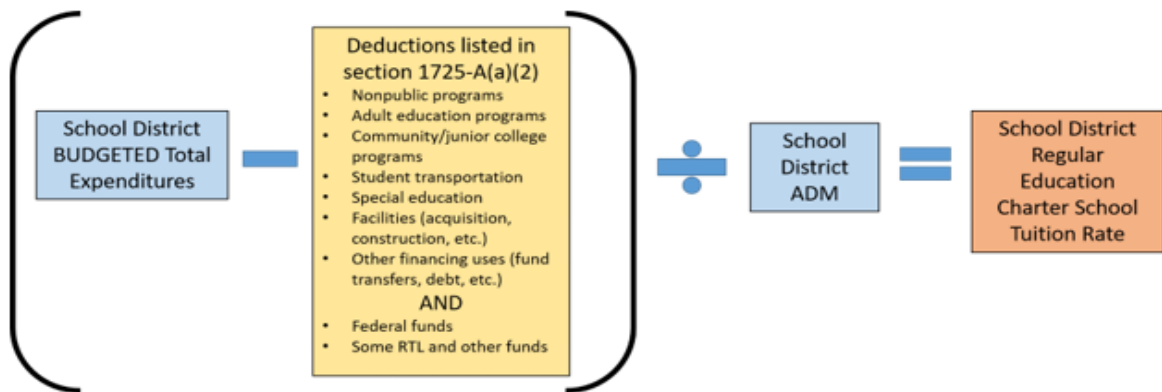 School District
BUDGETED Total
Expenditures
Deductions listed in
section 1725-A(a)(2)
• Nonpublic programs
• Adult education programs
• Community/junior college
programs
• Student transportation
• Special education
• Facilities (acquisition,
construction, etc.)
• Other financing uses (fund
transfers, debt, etc.)
AND
• Federal funds
• Some RTL and other funds
School
District
ADM
School District
Regular
Education
Charter School
Tuition Rate